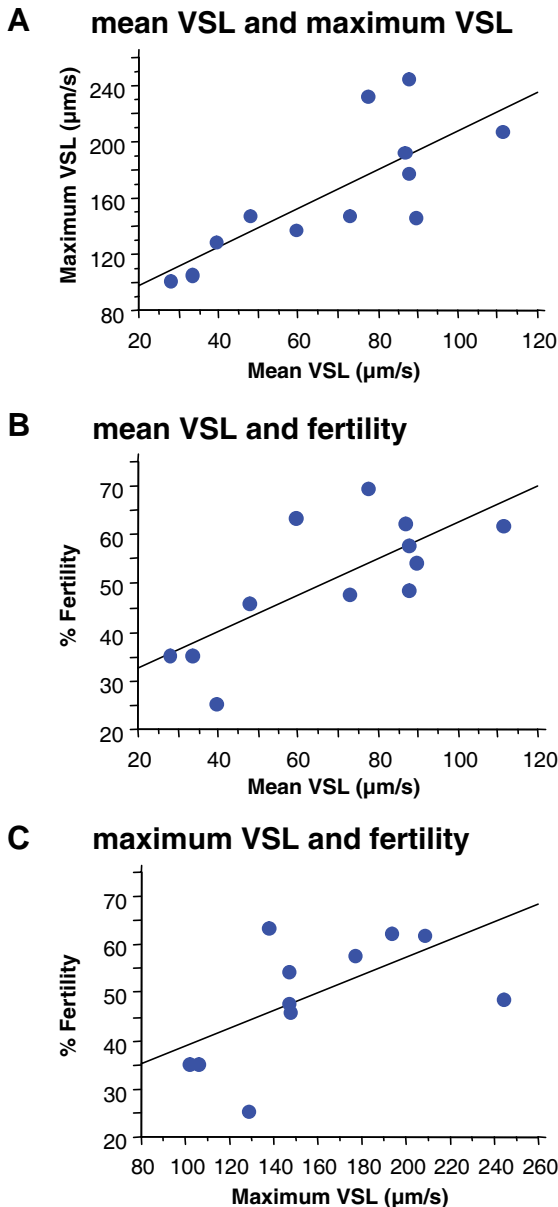 A mean VSL and maximum VSL
Maximum VSL (µm/s)
240
200
160
120
80
20 40 60 80 100 120
Mean VSL (µm/s)
B mean VSL and fertility
% Fertility
70
60
50
40
30
20
20 40 60 80 100 120
Mean VSL (µm/s)
C maximum VSL and fertility
% Fertility
70
60
50
40
30
20
80 100 120 140 160 180 200 220 240 260
Maximum VSL (µm/s)